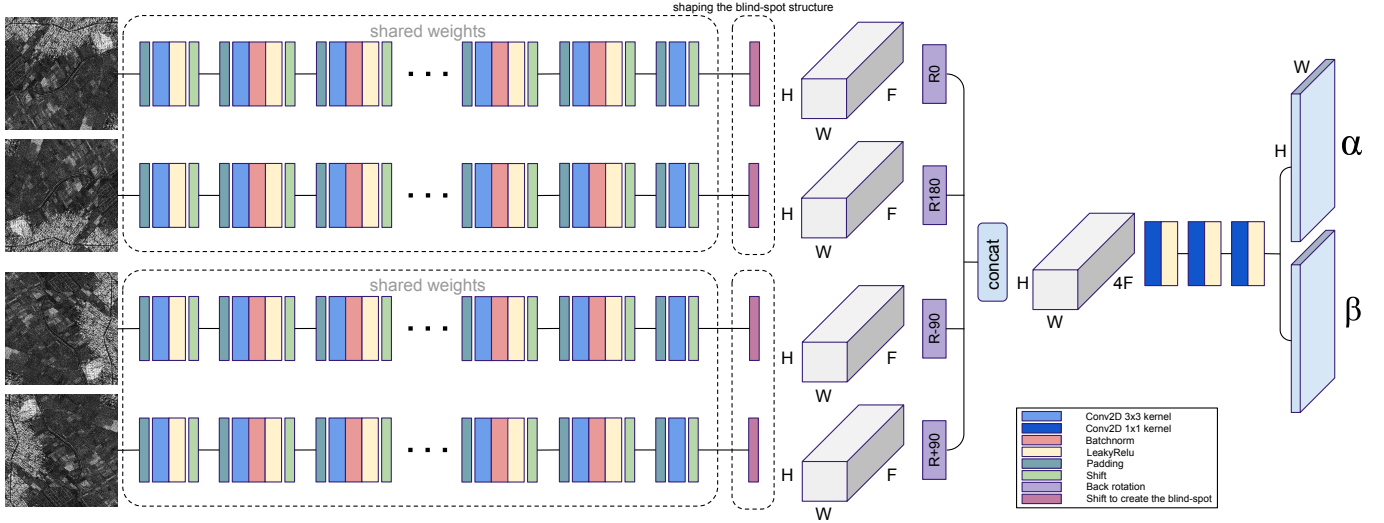 shaping the blind-spot structure
shared weights
H
W
F
R0
H
W
F
R180
shared weights
H
W
F
R-90
H
W
F
R+90
concat
H
W
4F
W
H
α
β
Conv2D 3x3 kernel
Conv2D 1x1 kernel
Batchnorm
LeakyRelu
Padding
Shift
Back rotation
Shift to create the blind-spot